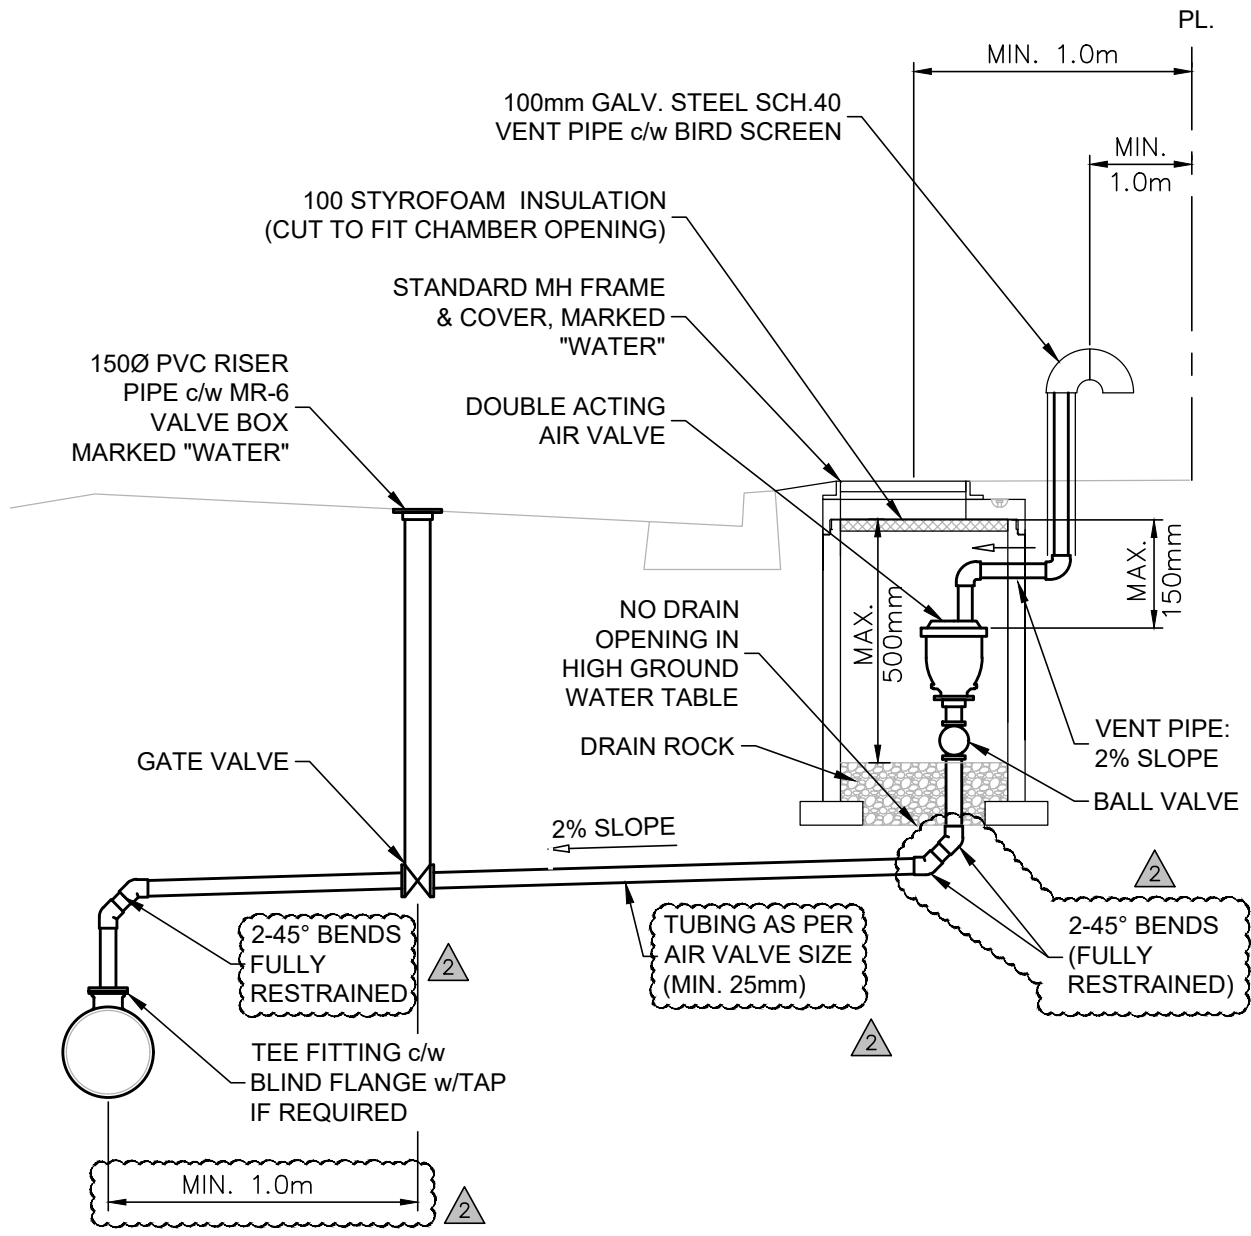 PL.
MIN. 1.0m
100mm GALV. STEEL SCH.40
VENT PIPE c/w BIRD SCREEN
MIN.
1.0m
100 STYROFOAM INSULATION
(CUT TO FIT CHAMBER OPENING)
STANDARD MH FRAME
& COVER, MARKED
"WATER"
150Ø PVC RISER
PIPE c/w MR-6
VALVE BOX
MARKED "WATER"
DOUBLE ACTING
AIR VALVE
MAX.
150mm
MAX.
500mm
NO DRAIN
OPENING IN
HIGH GROUND
WATER TABLE
DRAIN ROCK
VENT PIPE:
2% SLOPE
GATE VALVE
BALL VALVE
2% SLOPE
2
2-45° BENDS
FULLY
RESTRAINED
2
TUBING AS PER
AIR VALVE SIZE
(MIN. 25mm)
2
2-45° BENDS
(FULLY
RESTRAINED)
TEE FITTING c/w
BLIND FLANGE w/TAP
IF REQUIRED
MIN. 1.0m
2